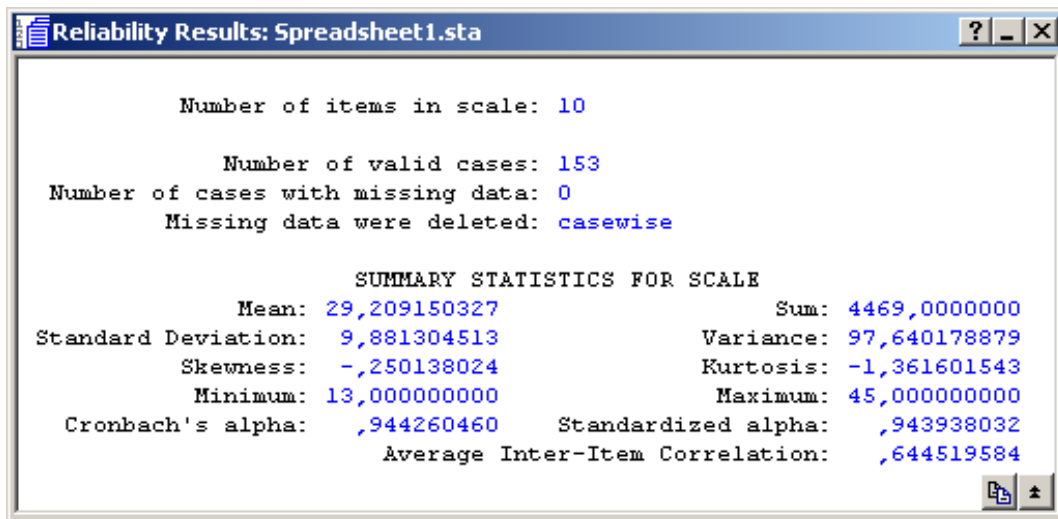 Reliability Results: Spreadsheet1.sta
Number of items in scale: 10
Number of valid cases: 153
Number of cases with missing data: 0
Missing data were deleted: casewise
SUMMARY STATISTICS FOR SCALE
Mean: 29,209150327 Sum: 4469,0000000
Standard Deviation: 9,881304513 Variance: 97,640178879
Skewness: -,250138024 Kurtosis: -1,361601543
Minimum: 13,000000000 Maximum: 45,000000000
Cronbach's alpha: ,944260460 Standardized alpha: ,943938032
Average Inter-Item Correlation: ,644519584